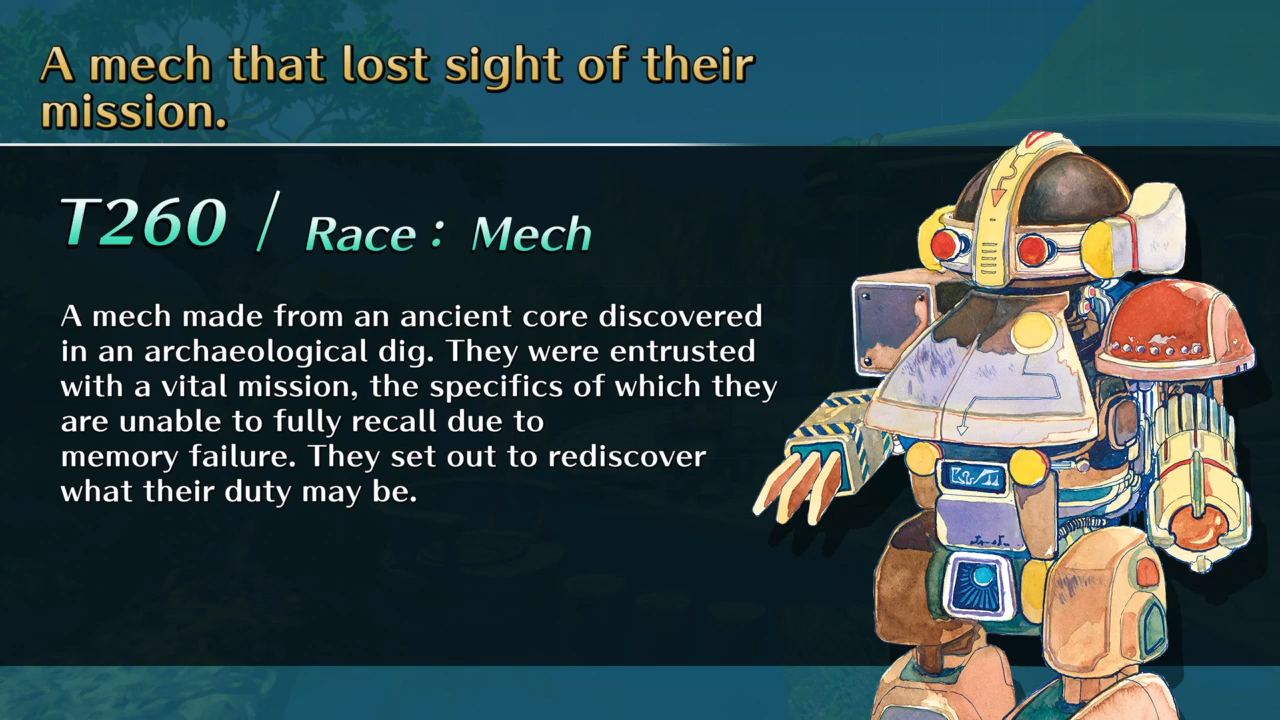 A mech that lost sight of their
mission.
T260 / Race : Mech
A mech made from an ancient core discovered
in an archaeological dig. They were entrusted
with a vital mission, the specifics of which they
are unable to fully recall due to
memory failure. They set out to rediscover
what their duty may be.